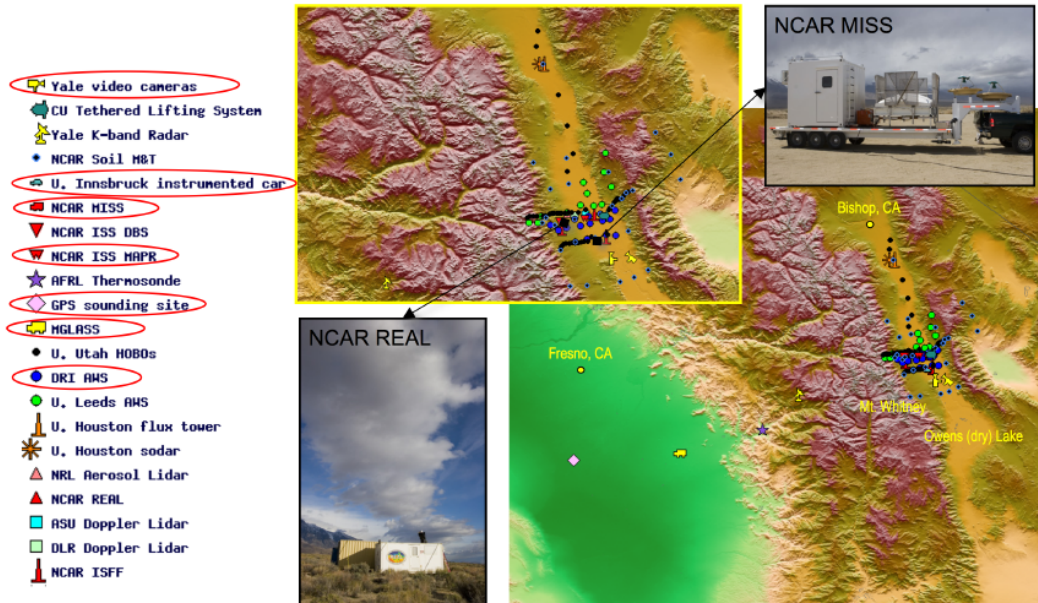 Yale video cameras
CU Tethered Lifting System
Yale K-band Radar
NCAR Soil M&T
U. Innsbruck instrumented car
NCAR MISS
NCAR ISS DBS
NCAR ISS MAPR
AFRL Thermosonde
GPS sounding site
MGLASS
U. Utah HOBOs
DRI AWS
U. Leeds AWS
U. Houston flux tower
U. Houston sodar
NRL Aerosol Lidar
NCAR REAL
ASU Doppler Lidar
DLR Doppler Lidar
NCAR ISFF
NCAR MISS
NCAR REAL
Bishop, CA
Fresno, CA
Mt. Whitney
Owens (dry) Lake